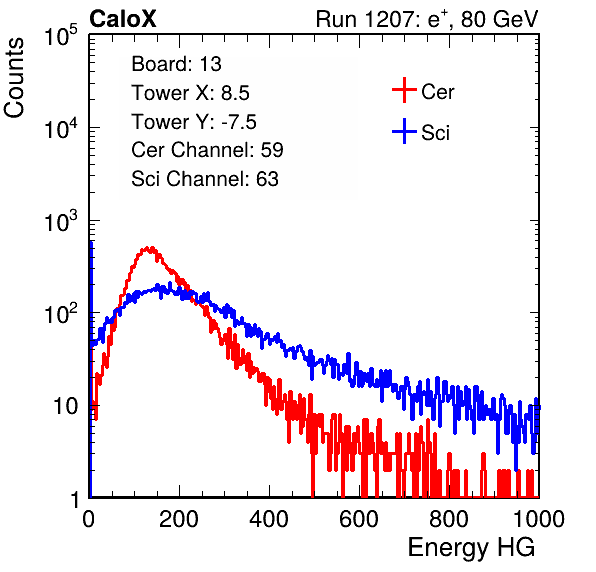 CaloX Run 1207: e+, 80 GeV
Counts
Board: 13
Tower X: 8.5
Tower Y: -7.5
Cer Channel: 59
Sci Channel: 63
Cer
Sci
10^5
10^4
10^3
10^2
10
1
0 200 400 600 800 1000
Energy HG